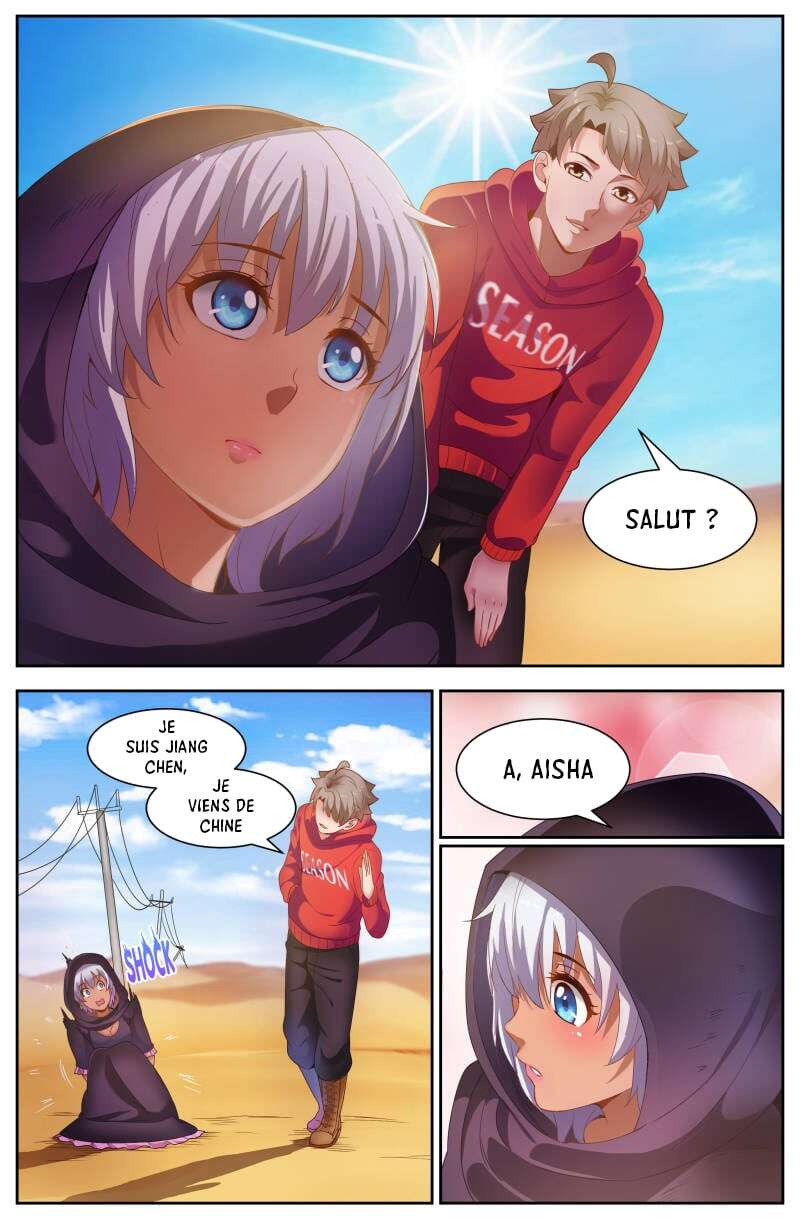 SEASON
SALUT ?
JE
SUIS JIANG
CHEN,
JE
VIENS DE
CHINE
SEASON
SHOCK
A, AISHA